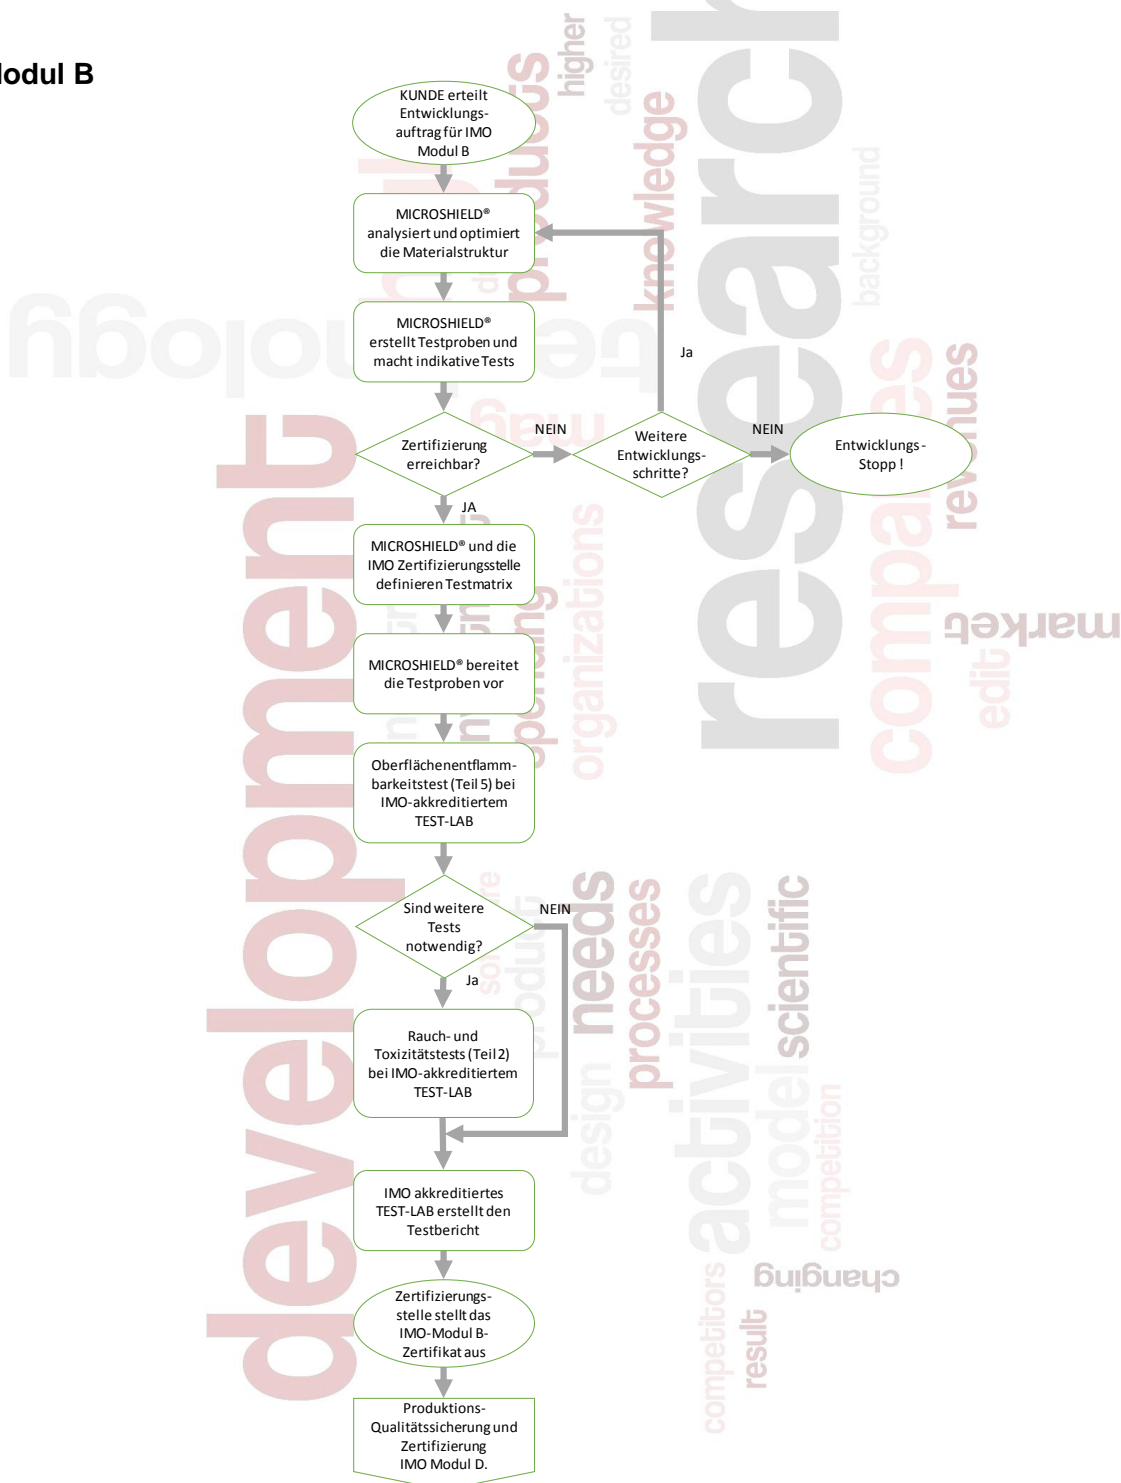 Modul B
KUNDE erteilt
Entwicklungs-
auftrag für IMO
Modul B
MICROSHIELD®
analysiert und optimiert
die Materialstruktur
MICROSHIELD®
erstellt Testproben und
macht indikative Tests
Ja
Zertifizierung
erreichbar?
NEIN
Weitere
Entwicklungs-
schritte?
NEIN
Entwicklungs-
Stopp !
JA
MICROSHIELD® und die
IMO Zertifizierungsstelle
definieren Testmatrix
MICROSHIELD® bereitet
die Testproben vor
Oberflächenentflamm-
barkeitstest (Teil 5) bei
IMO-akkreditiertem
TEST-LAB
Sind weitere
Tests
notwendig?
NEIN
Ja
Rauch- und
Toxizitätstests (Teil 2)
bei IMO-akkreditiertem
TEST-LAB
IMO akkreditiertes
TEST-LAB erstellt den
Testbericht
Zertifizierungs-
stelle stellt das
IMO-Modul B-
Zertifikat aus
Produktions-
Qualitätssicherung und
Zertifizierung
IMO Modul D.
higher
desired
products
knowledge
research
background
development
organizations
spending
companies
revenues
market
edit
product
needs
processes
activities
scientific
design
model
competition
changing
competitors
result